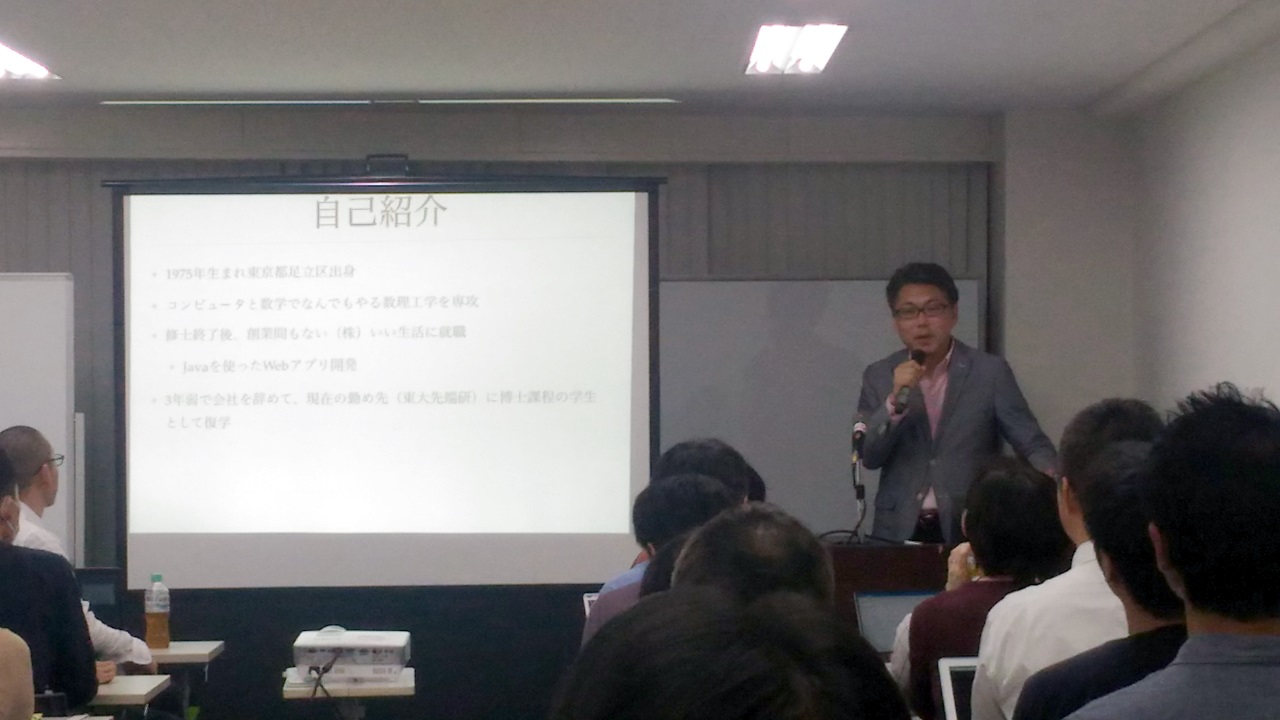 自己紹介
1975年生まれ東京都足立区出身
コンピュータと数学でなんでもやる数理工学を専攻
修士終了後、創業間もない（株）いい生活に就職
Javaを使ったWebアプリ開発
3年弱で会社を辞めて、現在の勤め先（東大先端研）に博士課程の学生
として復学